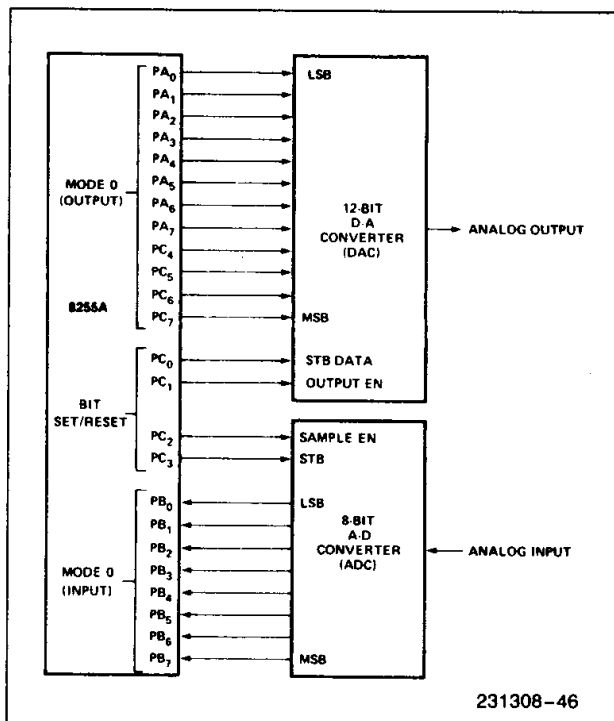 PA₀
PA₁
PA₂
PA₃
PA₄
PA₅
PA₆
PA₇
PC₄
PC₅
PC₆
PC₇
MODE 0
(OUTPUT)
8255A
LSB
12-BIT
D-A
CONVERTER
(DAC)
MSB
ANALOG OUTPUT
BIT
SET/RESET
PC₀
PC₁
PC₂
PC₃
STB DATA
OUTPUT EN
SAMPLE EN
STB
MODE 0
(INPUT)
PB₀
PB₁
PB₂
PB₃
PB₄
PB₅
PB₆
PB₇
LSB
8-BIT
A-D
CONVERTER
(ADC)
MSB
ANALOG INPUT
231308–46